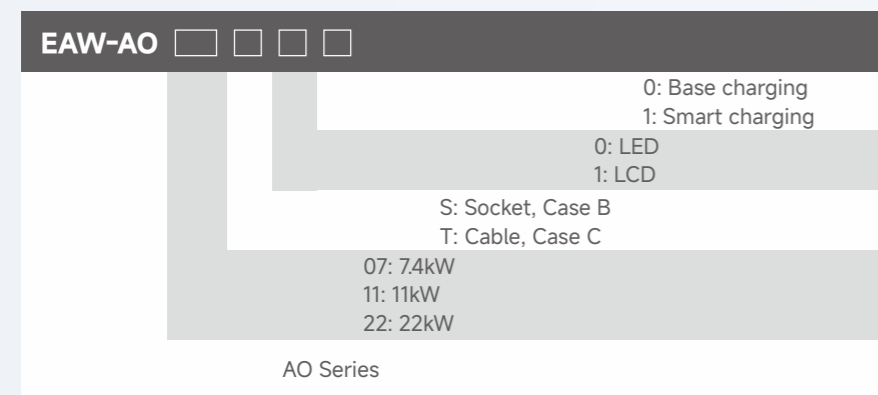 EAW-AO
0: Base charging
1: Smart charging
0: LED
1: LCD
S: Socket, Case B
T: Cable, Case C
07: 7.4kW
11: 11kW
22: 22kW
AO Series